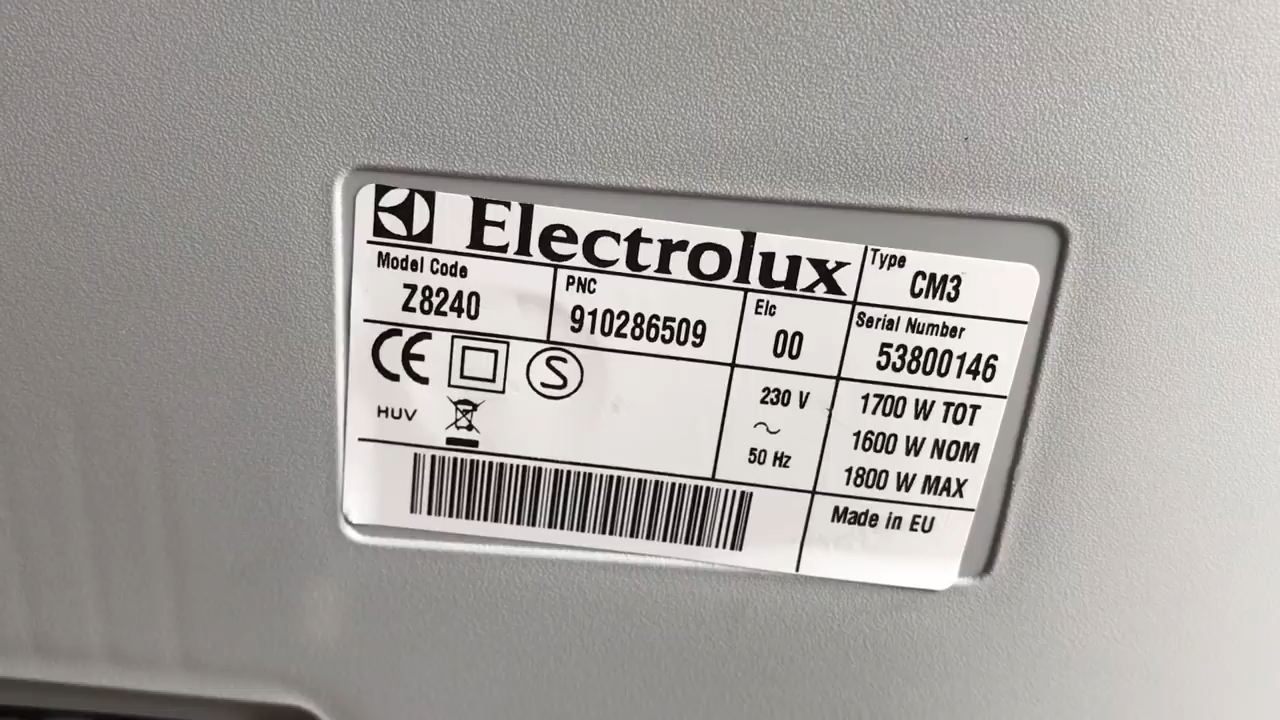 Electrolux
Type
CM3
Model Code
Z8240
PNC
910286509
Elc
00
Serial Number
53800146
CE
S
HUV
230 V
~
50 Hz
1700 W TOT
1600 W NOM
1800 W MAX
Made in EU